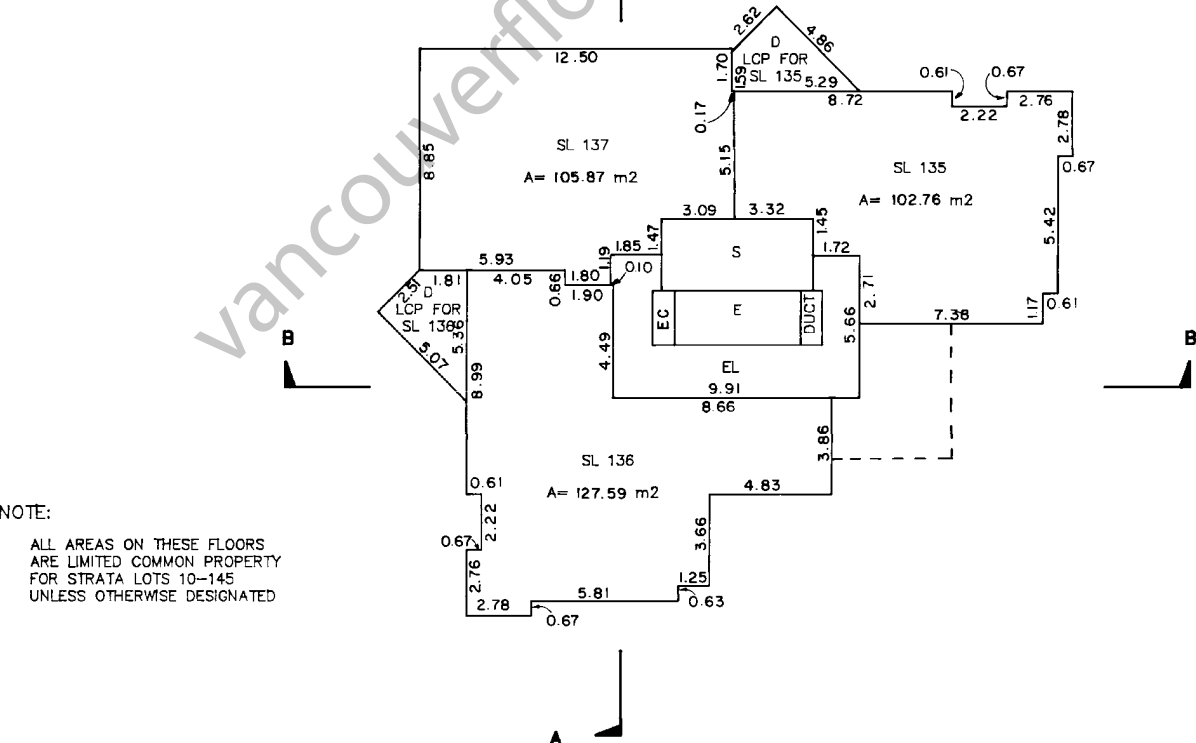 vancouverflo
2.62
4.86
D
LCP FOR
SL 135
12.50
1.70
1.59
5.29
8.72
0.61
0.67
2.22
2.76
2.78
0.67
0.17
SL 137
A= 105.87 m2
8.85
5.15
SL 135
A= 102.76 m2
3.09
3.32
1.45
1.47
1.72
5.42
S
5.93
4.05
1.85
1.19
0.10
1.80
1.90
0.66
1.81
2.51
D
LCP FOR
SL 136
5.36
5.07
8.99
EC
E
DUCT
2.71
5.66
7.38
1.17
0.61
B
B
4.49
EL
9.91
8.66
3.86
SL 136
A= 127.59 m2
4.83
0.61
2.22
0.67
2.76
3.66
1.25
0.63
5.81
2.78
0.67
NOTE:
ALL AREAS ON THESE FLOORS
ARE LIMITED COMMON PROPERTY
FOR STRATA LOTS 10-145
UNLESS OTHERWISE DESIGNATED
A